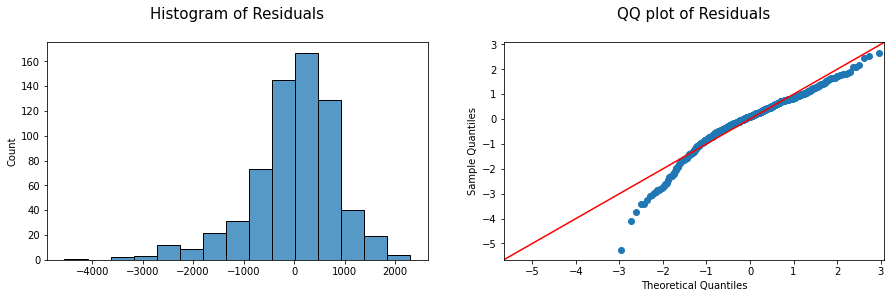 Histogram of Residuals
QQ plot of Residuals
Count
160
140
120
100
80
60
40
20
0
−4000 −3000 −2000 −1000 0 1000 2000
Sample Quantiles
3
2
1
0
−1
−2
−3
−4
−5
−5 −4 −3 −2 −1 0 1 2 3
Theoretical Quantiles